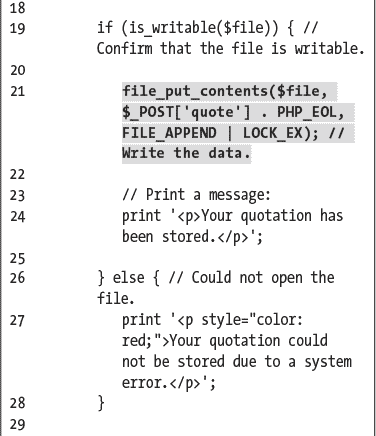 18
19 if (is_writable($file)) { //
Confirm that the file is writable.
20
21 file_put_contents($file,
$_POST['quote'] . PHP_EOL,
FILE_APPEND | LOCK_EX); //
Write the data.
22
23 // Print a message:
24 print '<p>Your quotation has
been stored.</p>';
25
26 } else { // Could not open the
file.
27 print '<p style="color:
red;">Your quotation could
not be stored due to a system
error.</p>';
28 }
29